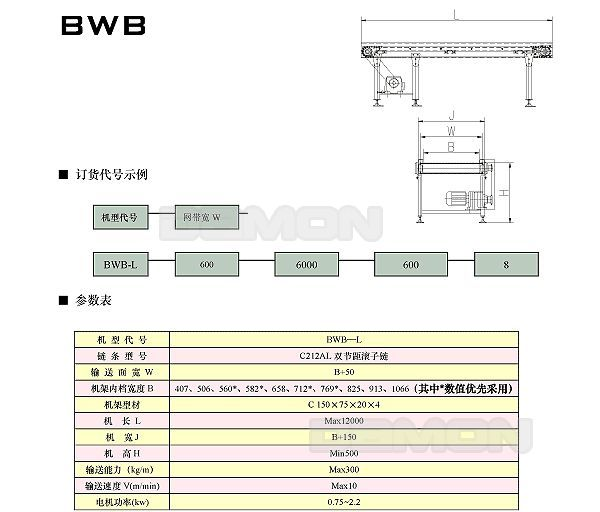 BWB
L
J
W
B
H
■ 订货代号示例
机型代号
网带宽 W
DOMON
BWB-L
600
6000
600
8
■ 参数表
机 型 代 号 BWB—L
链 条 型 号 C212AL 双节距滚子链
输 送 面 宽 W B+50
机架内档宽度 B 407、506、560*、582*、658、712*、769*、825、913、1066（其中*数值优先采用）
机架型材 C 150×75×20×4
机 长 L Max12000
机 宽 J B+150
机 高 H Min500
输送能力（kg/m） Max300
输送速度 V(m/min) Max10
电机功率(kw) 0.75~2.2
DOMON